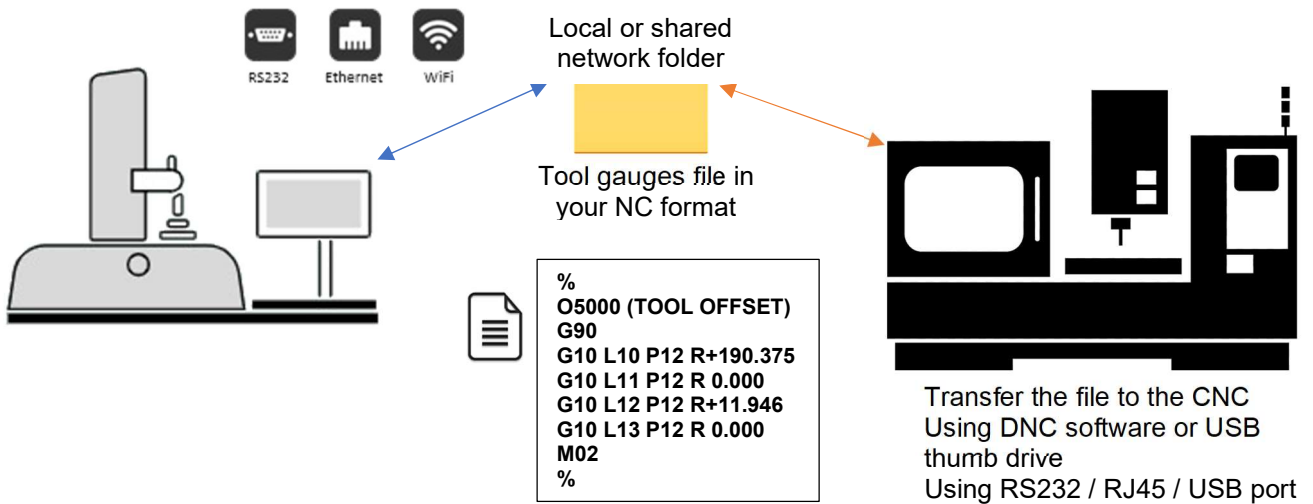 RS232
Ethernet
WiFi
Local or shared
network folder
Tool gauges file in
your NC format
%
O5000 (TOOL OFFSET)
G90
G10 L10 P12 R+190.375
G10 L11 P12 R 0.000
G10 L12 P12 R+11.946
G10 L13 P12 R 0.000
M02
%
Transfer the file to the CNC
Using DNC software or USB
thumb drive
Using RS232 / RJ45 / USB port